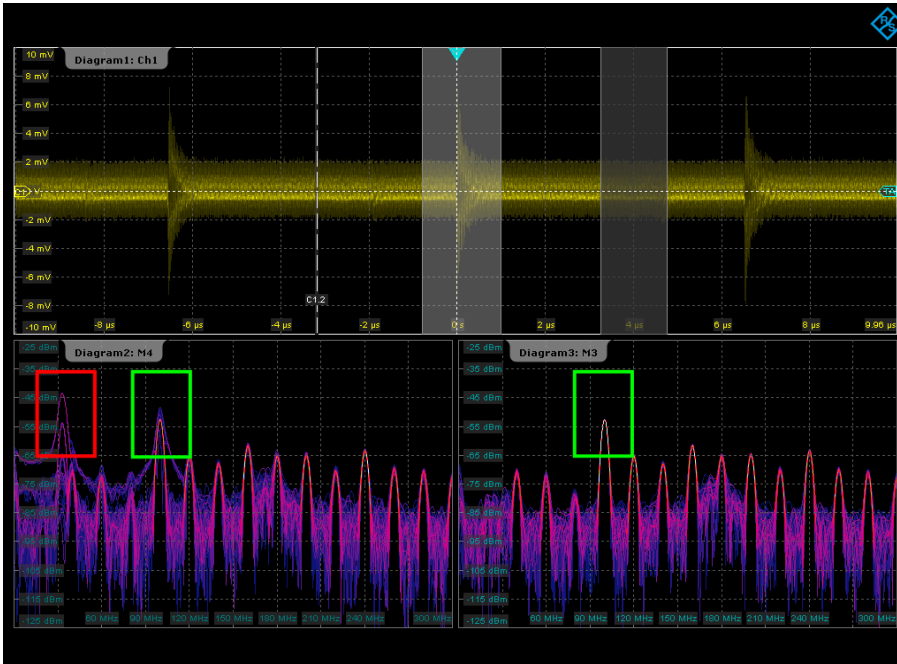 R S
10 mV
Diagram1: Ch1
8 mV
6 mV
4 mV
2 mV
C1 V TA
-2 mV
-4 mV
-6 mV
-8 mV
C1.2
-10 mV -8 µs -6 µs -4 µs -2 µs 0 s 2 µs 4 µs 6 µs 8 µs 9.96 µs
-25 dBm Diagram2: M4 -25 dBm Diagram3: M3
-35 dBm -35 dBm
-45 dBm -45 dBm
-55 dBm -55 dBm
-65 dBm -65 dBm
-75 dBm -75 dBm
-85 dBm -85 dBm
-95 dBm -95 dBm
-105 dBm -105 dBm
-115 dBm -115 dBm
-125 dBm 60 MHz 90 MHz 120 MHz 150 MHz 180 MHz 210 MHz 240 MHz 300 MHz -125 dBm 60 MHz 90 MHz 120 MHz 150 MHz 180 MHz 210 MHz 240 MHz 300 M